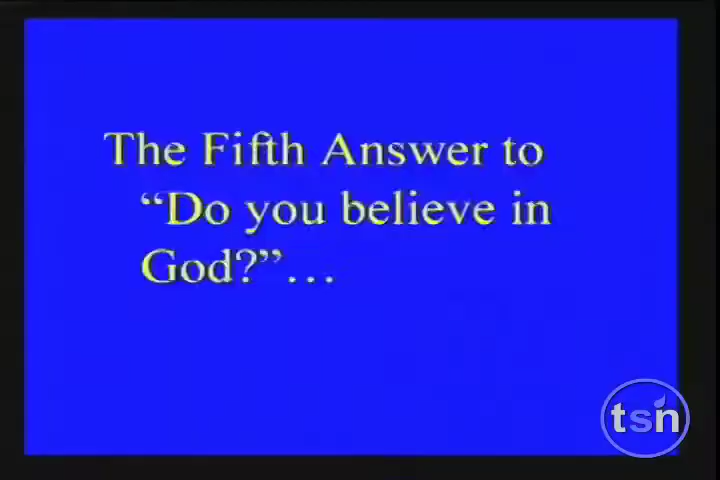 The Fifth Answer to
“Do you believe in
God?”…
tsn